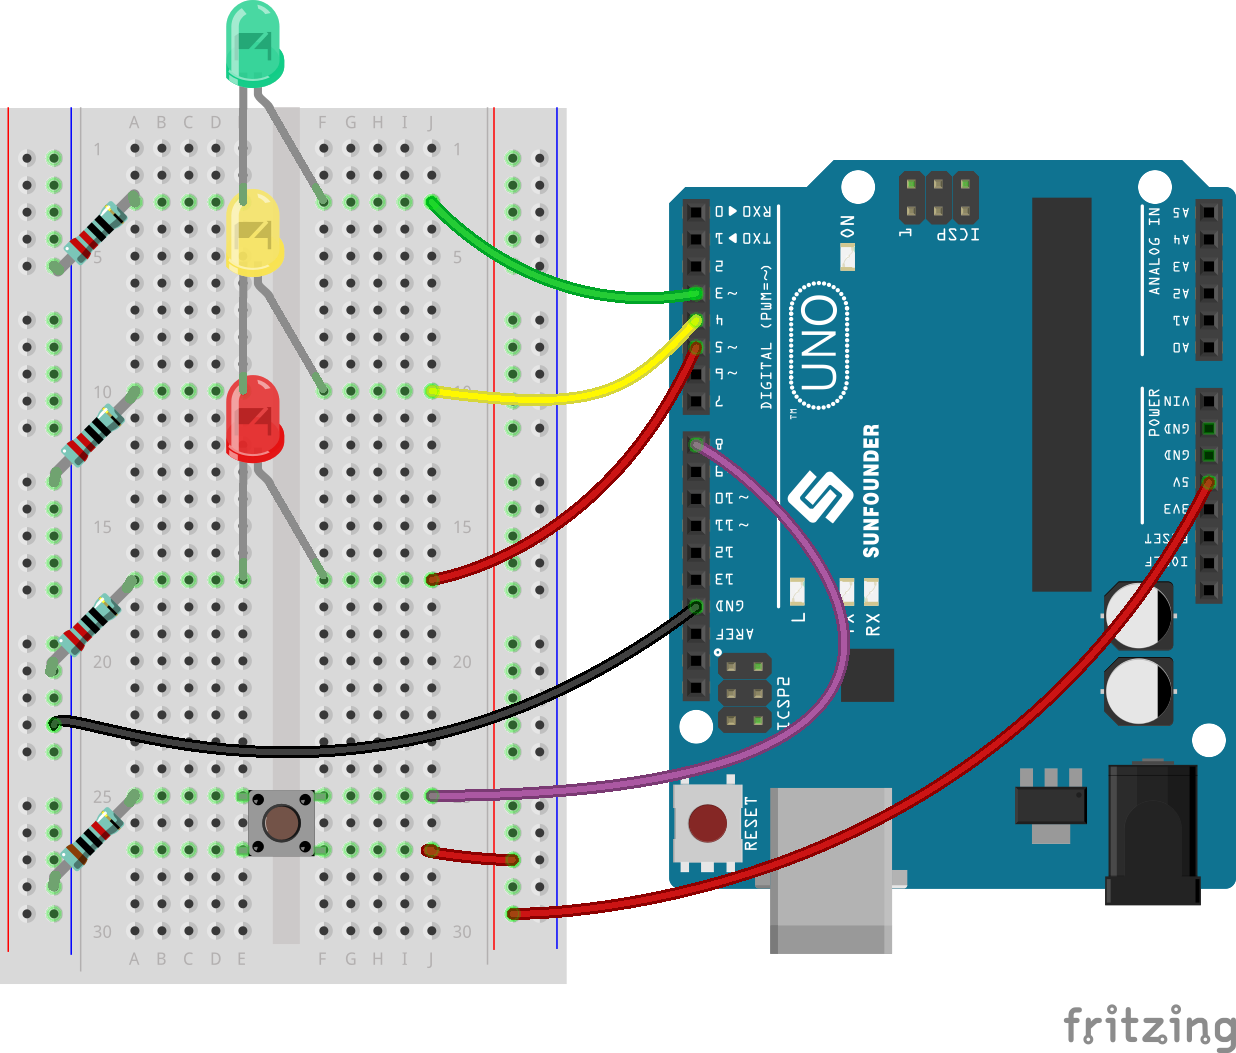 A B C D F G H I J
1 1
5 5
10 10
15 15
20 20
25 25
30 30
A B C D E F G H I J
RXD ◀ 0
TXD ▶ 1
2
~ 3
4
~ 5
~ 6
7
8
9
~ 10
~ 11
12
13
GND
AREF
DIGITAL (PWM=~)
ON
1
ICSP
UNO
TM
SUNFOUNDER
L
RX
ICSP2
RESET
ANALOG IN
A5
A4
A3
A2
A1
A0
POWER
VIN
GND
GND
5V
3V3
RESET
IOREF
fritzing